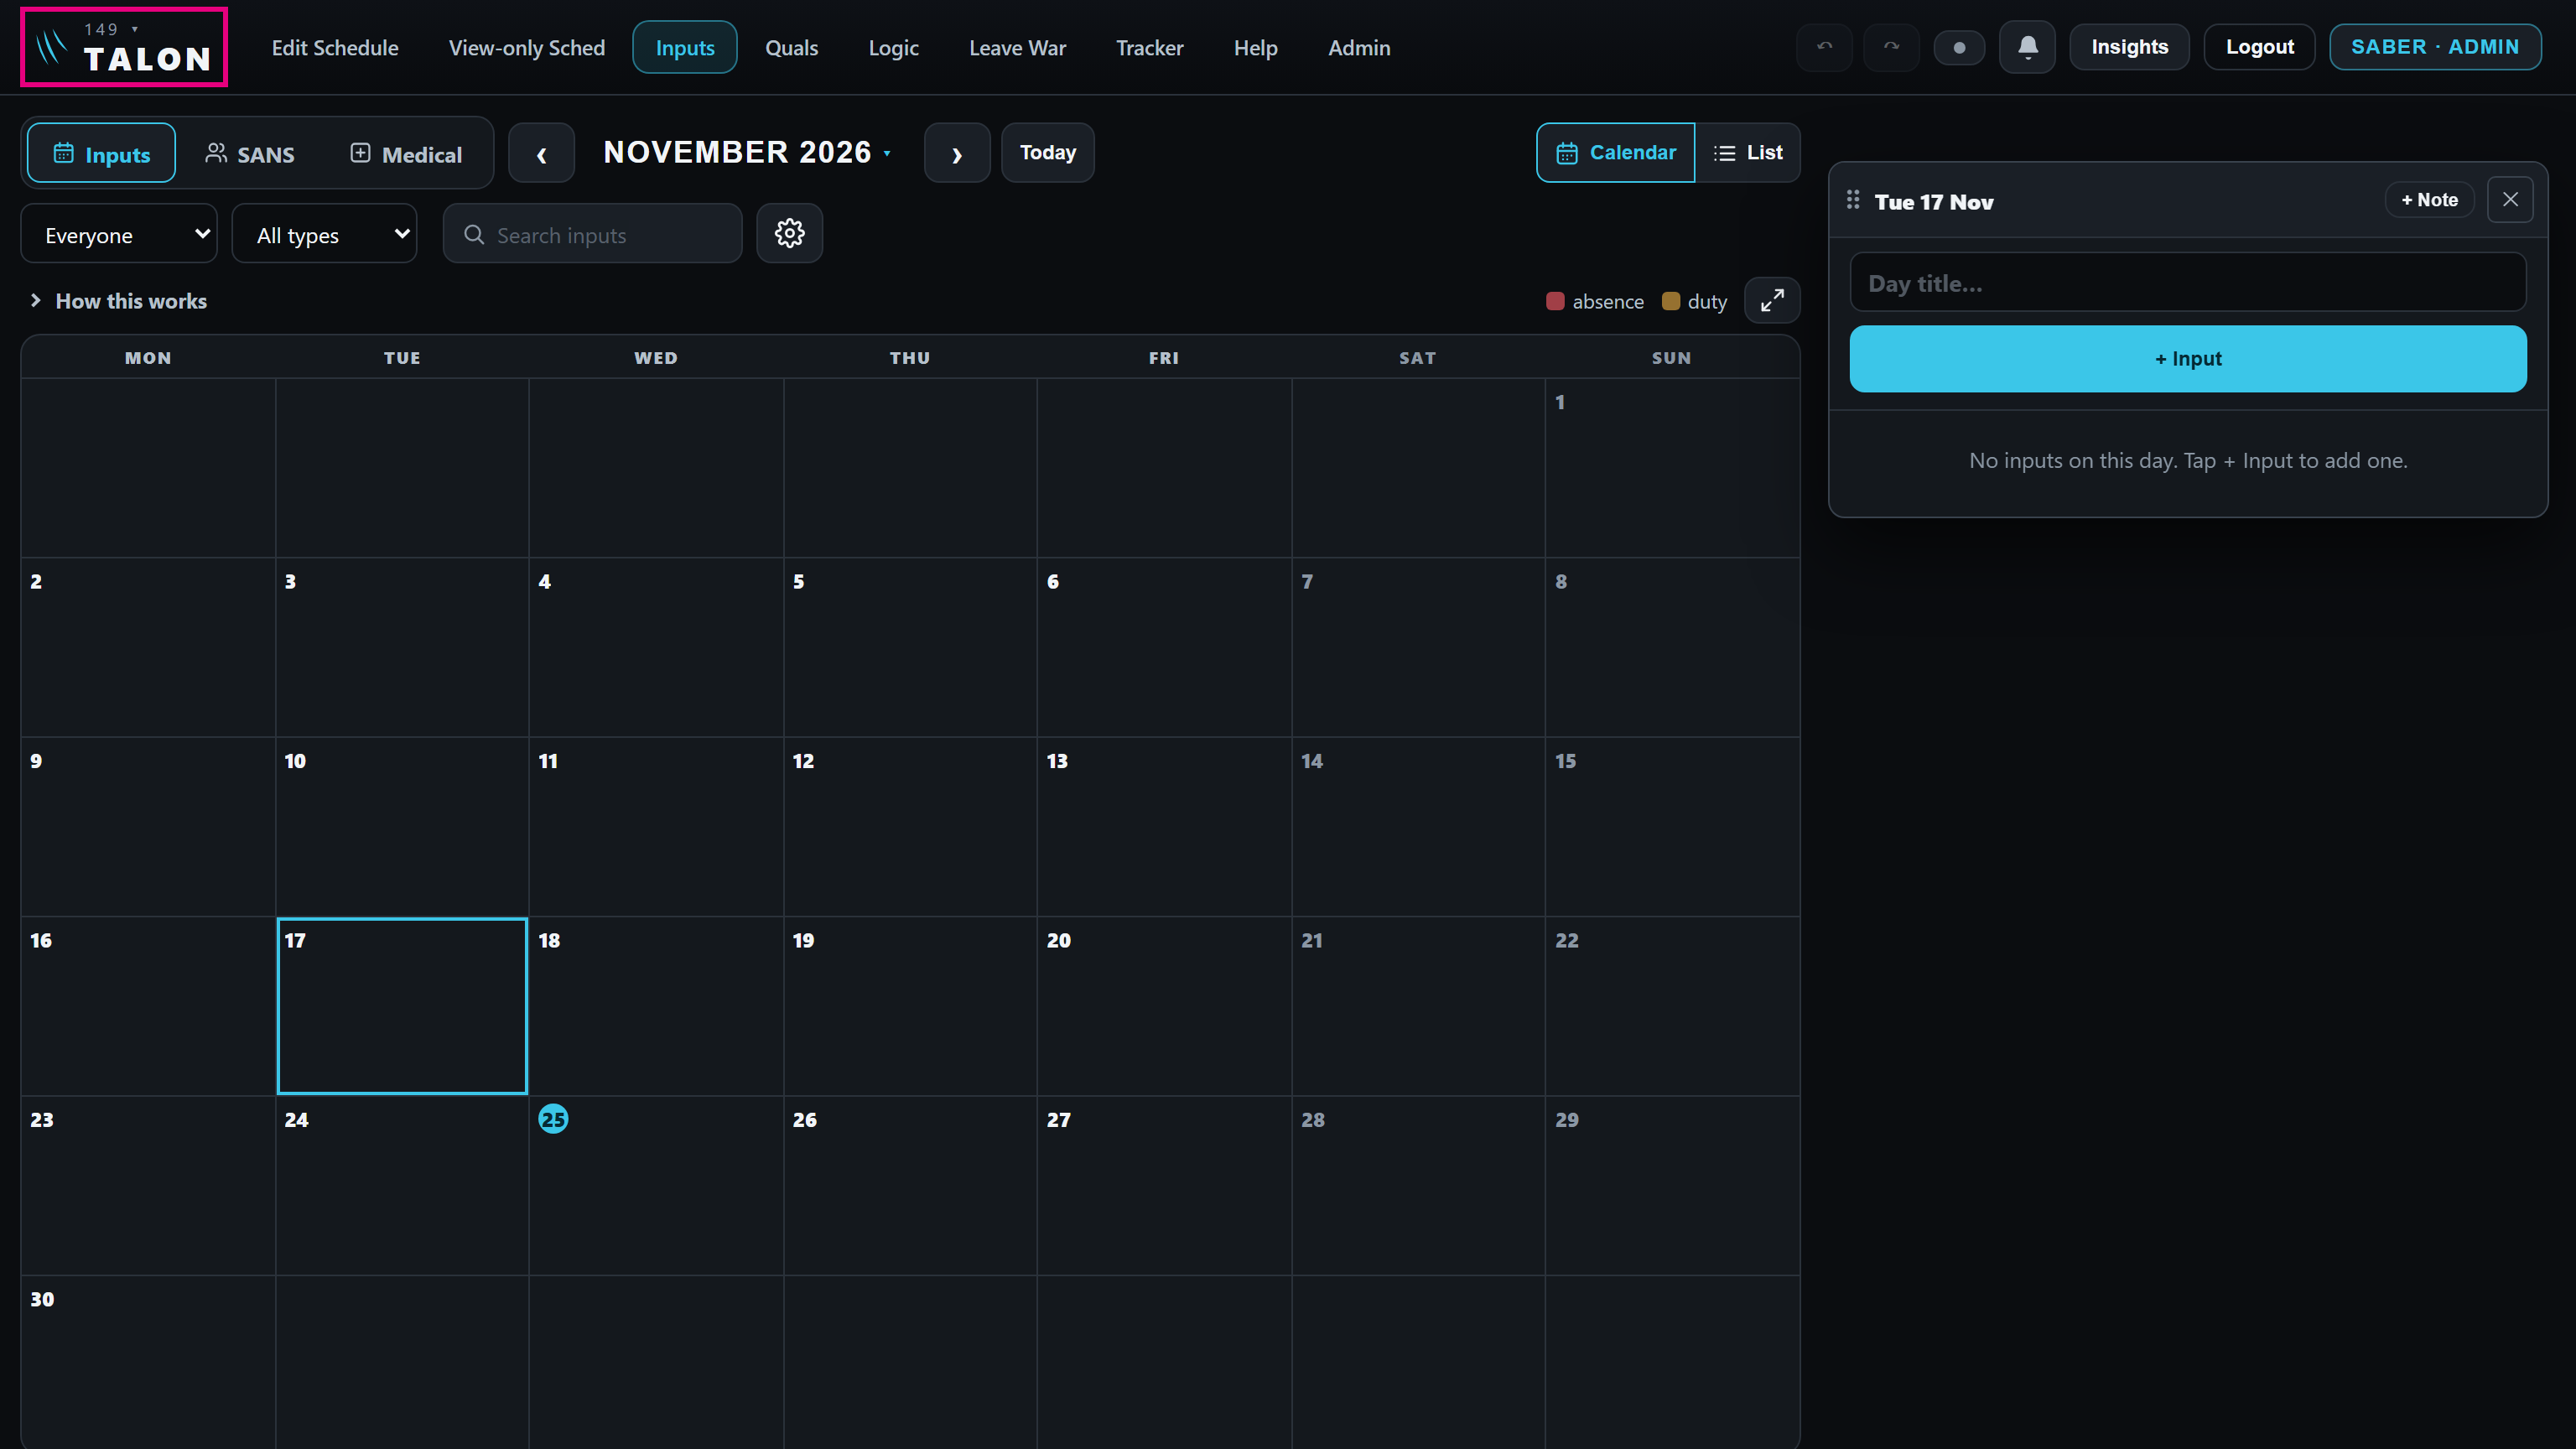 149 ▾
TALON
Edit Schedule
View-only Sched
Inputs
Quals
Logic
Leave War
Tracker
Help
Admin
Insights
Logout
SABER · ADMIN
Inputs
SANS
Medical
‹
NOVEMBER 2026 ▾
›
Today
Calendar
List
Everyone
All types
Search inputs
How this works
absence
duty
MON TUE WED THU FRI SAT SUN
1
2 3 4 5 6 7 8
9 10 11 12 13 14 15
16 17 18 19 20 21 22
23 24 25 26 27 28 29
30
Tue 17 Nov
+ Note
Day title...
+ Input
No inputs on this day. Tap + Input to add one.